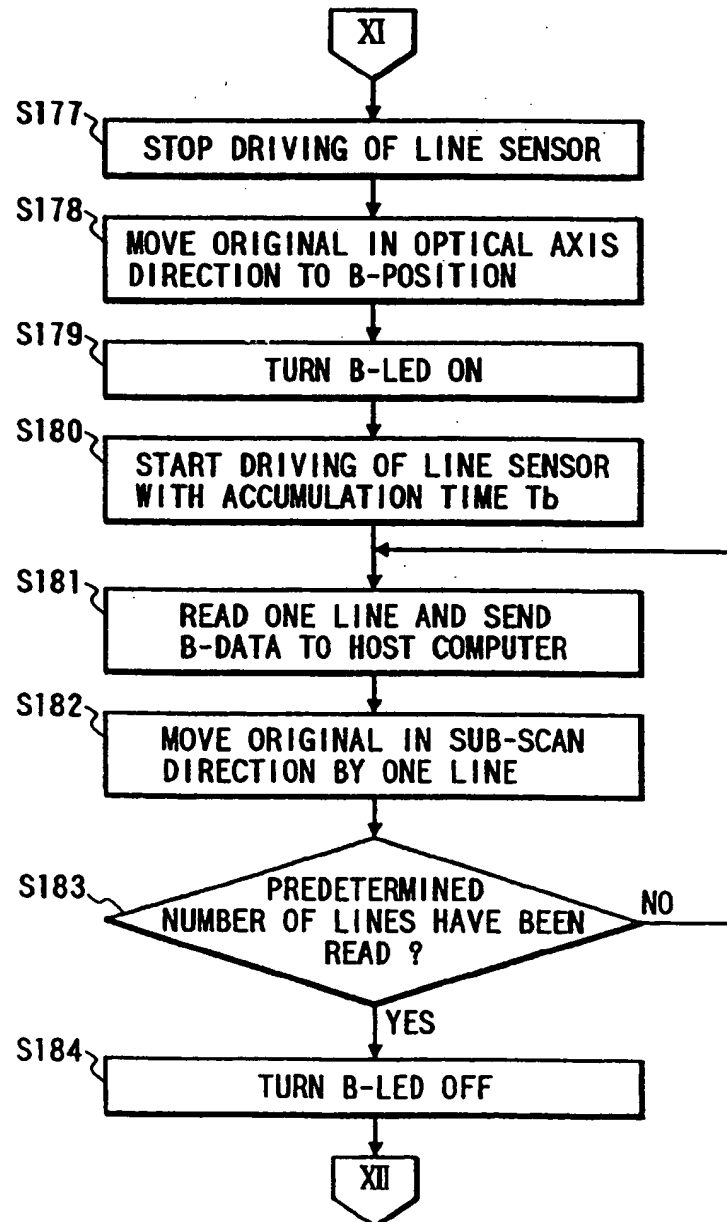 XI
S177
STOP DRIVING OF LINE SENSOR
S178
MOVE ORIGINAL IN OPTICAL AXIS
DIRECTION TO B-POSITION
S179
TURN B-LED ON
S180
START DRIVING OF LINE SENSOR
WITH ACCUMULATION TIME Tb
S181
READ ONE LINE AND SEND
B-DATA TO HOST COMPUTER
S182
MOVE ORIGINAL IN SUB-SCAN
DIRECTION BY ONE LINE
S183
PREDETERMINED
NUMBER OF LINES HAVE BEEN
READ ?
NO
YES
S184
TURN B-LED OFF
XII